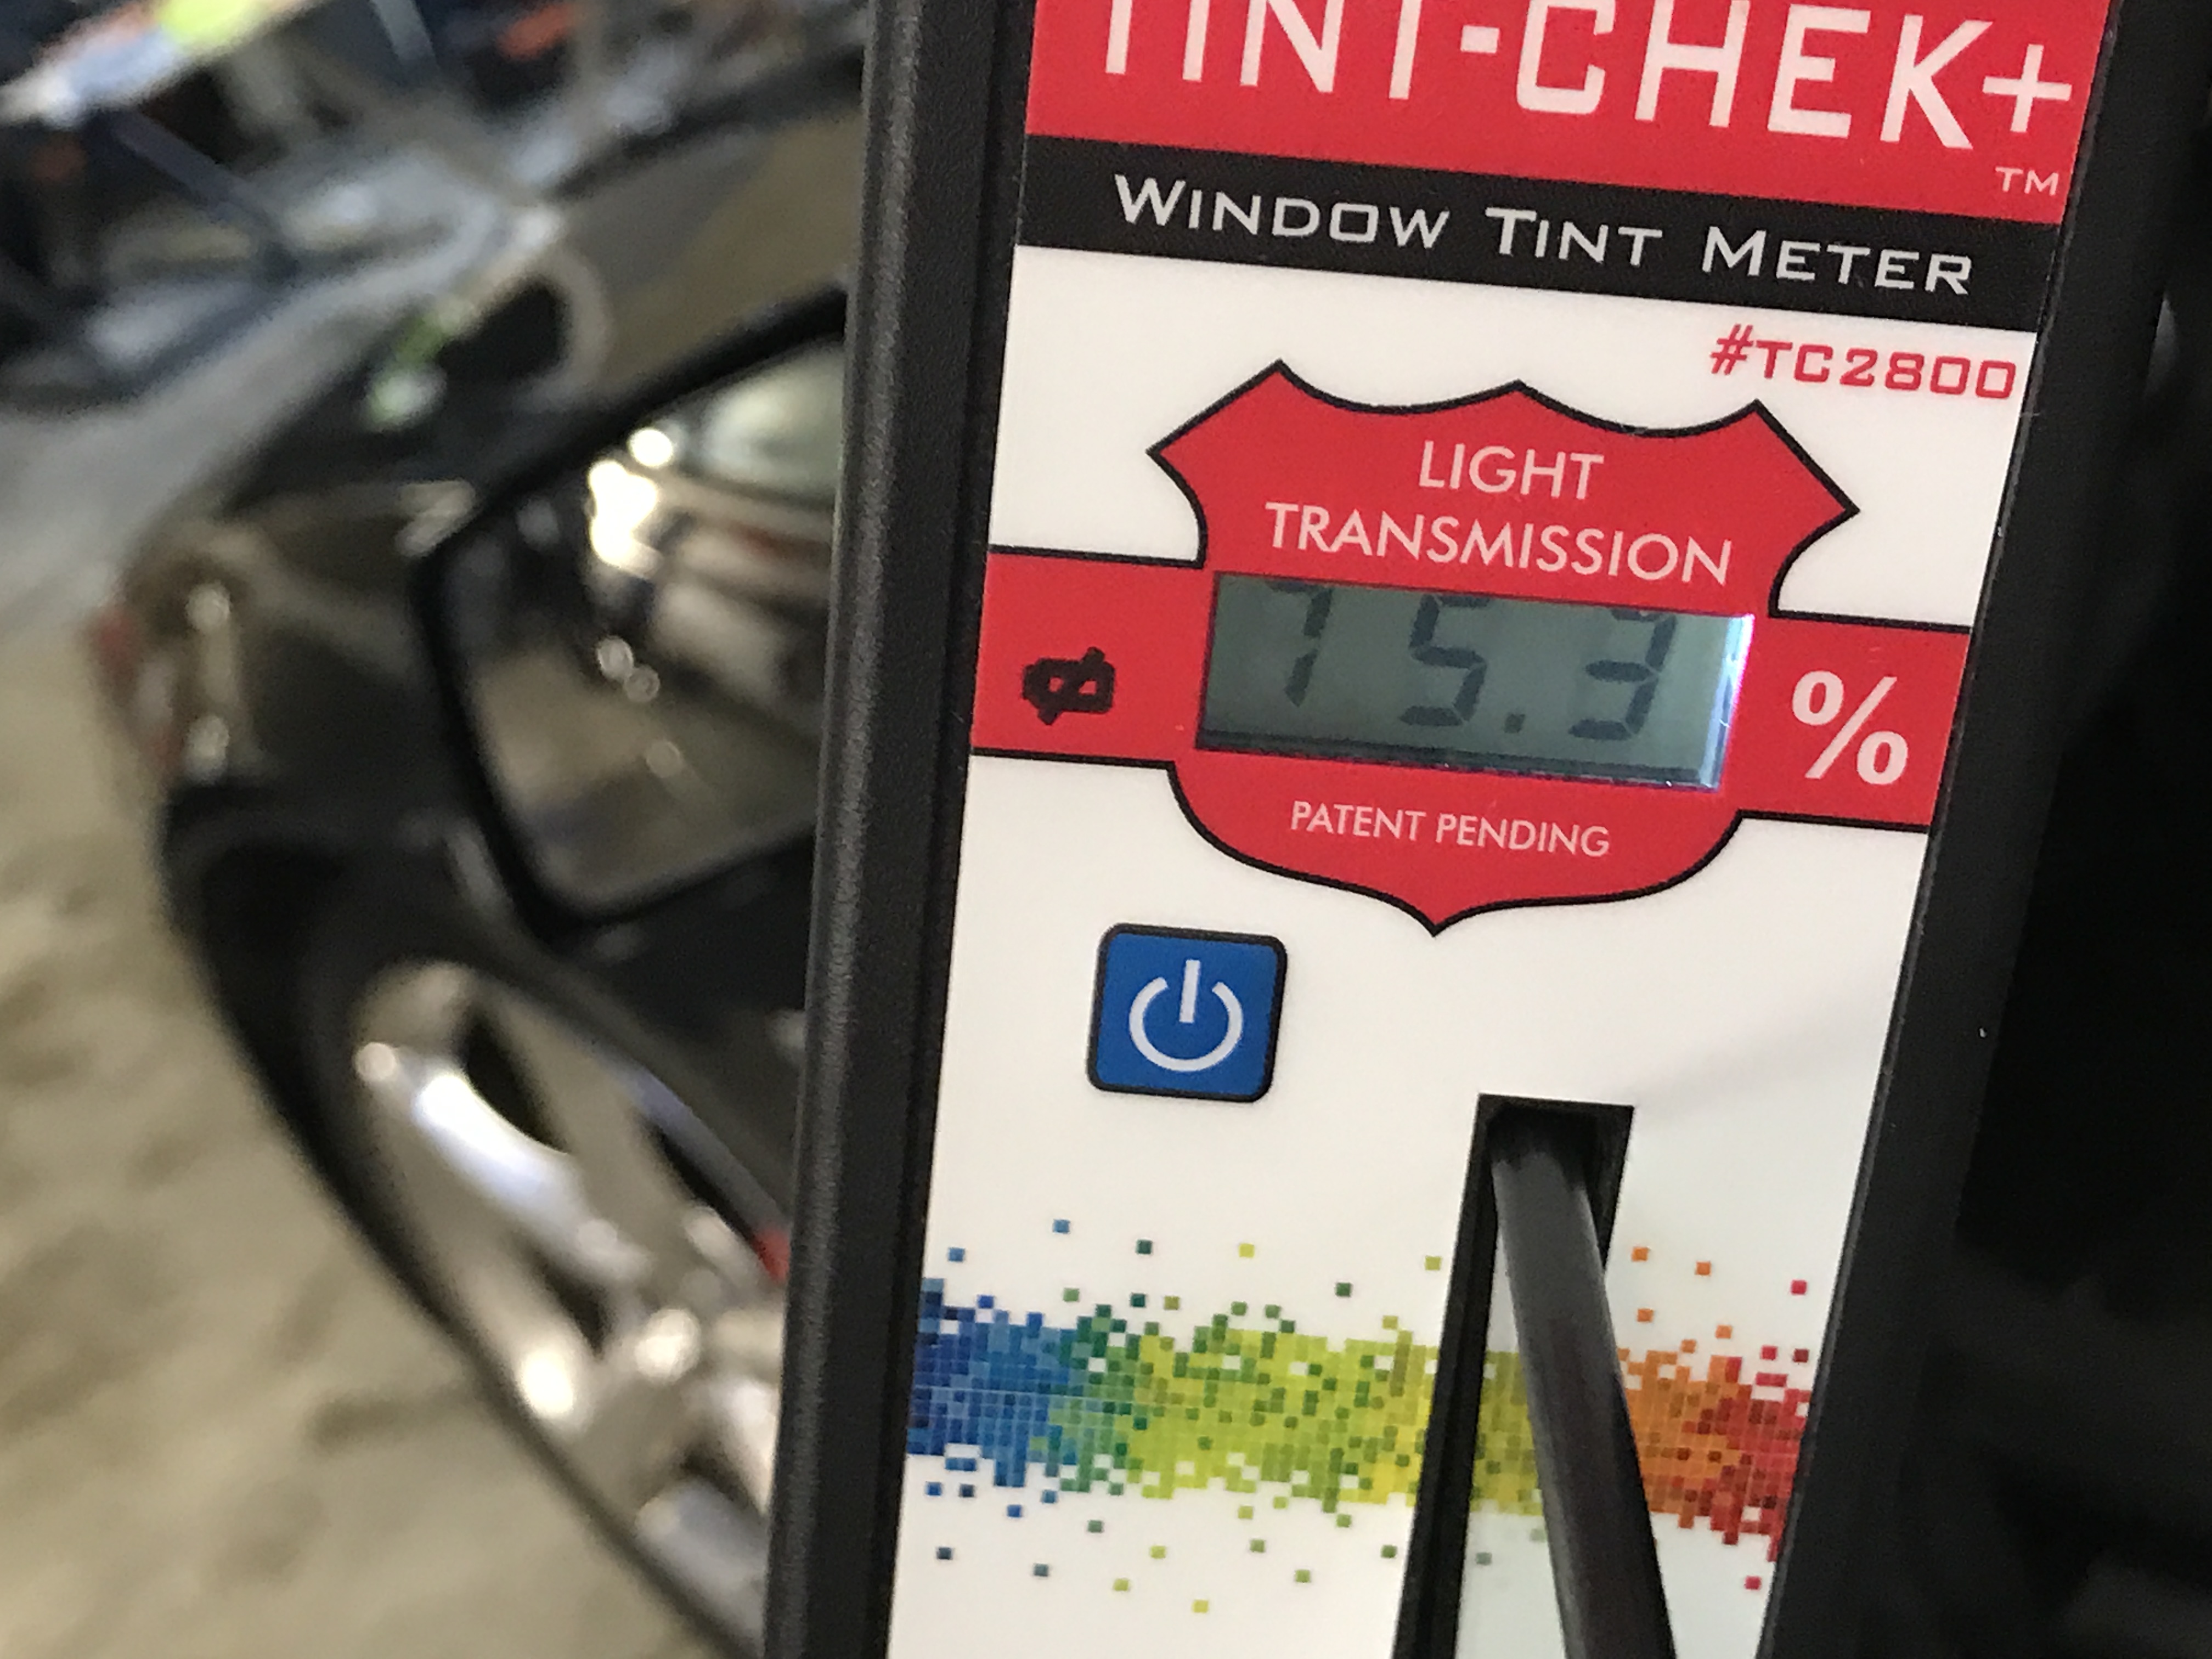 TINT-CHEK+
TM
WINDOW TINT METER
#TC2800
LIGHT
TRANSMISSION
75.3
%
PATENT PENDING